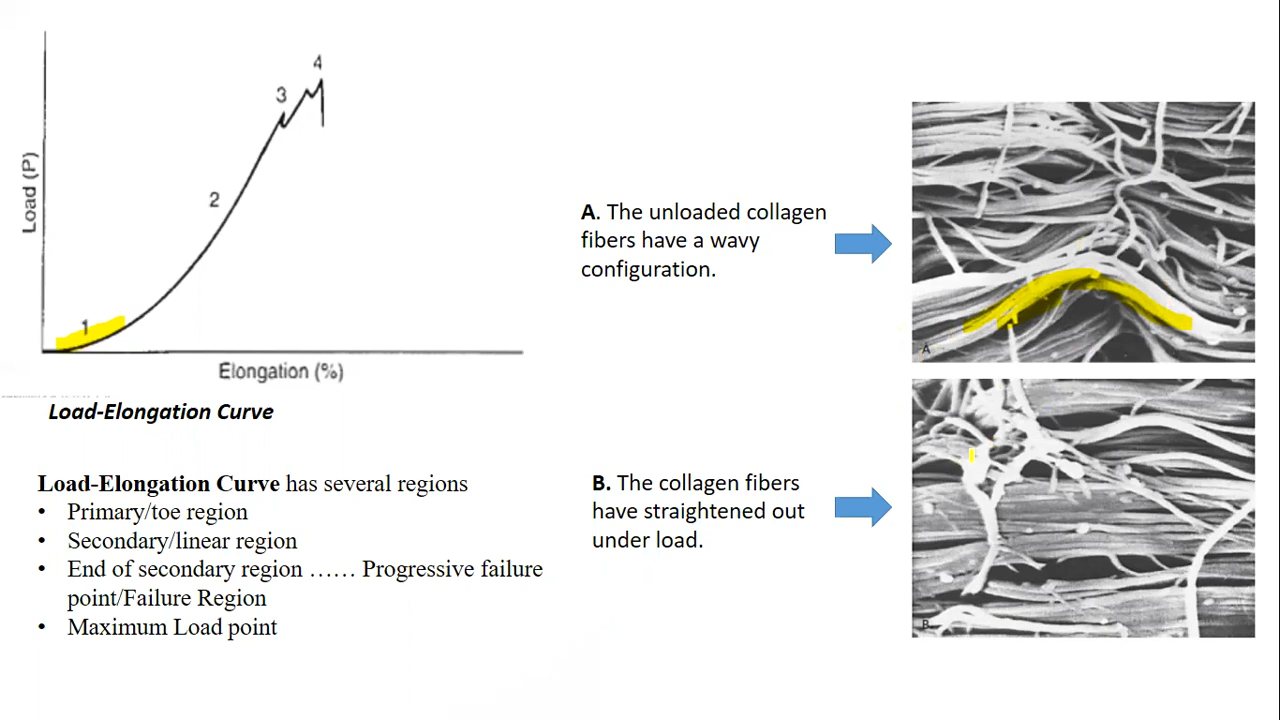 4
3
Load (P)
2
1
Elongation (%)
Load-Elongation Curve
Load-Elongation Curve has several regions
• Primary/toe region
• Secondary/linear region
• End of secondary region …… Progressive failure
point/Failure Region
• Maximum Load point
A. The unloaded collagen
fibers have a wavy
configuration.
A
B. The collagen fibers
have straightened out
under load.
B